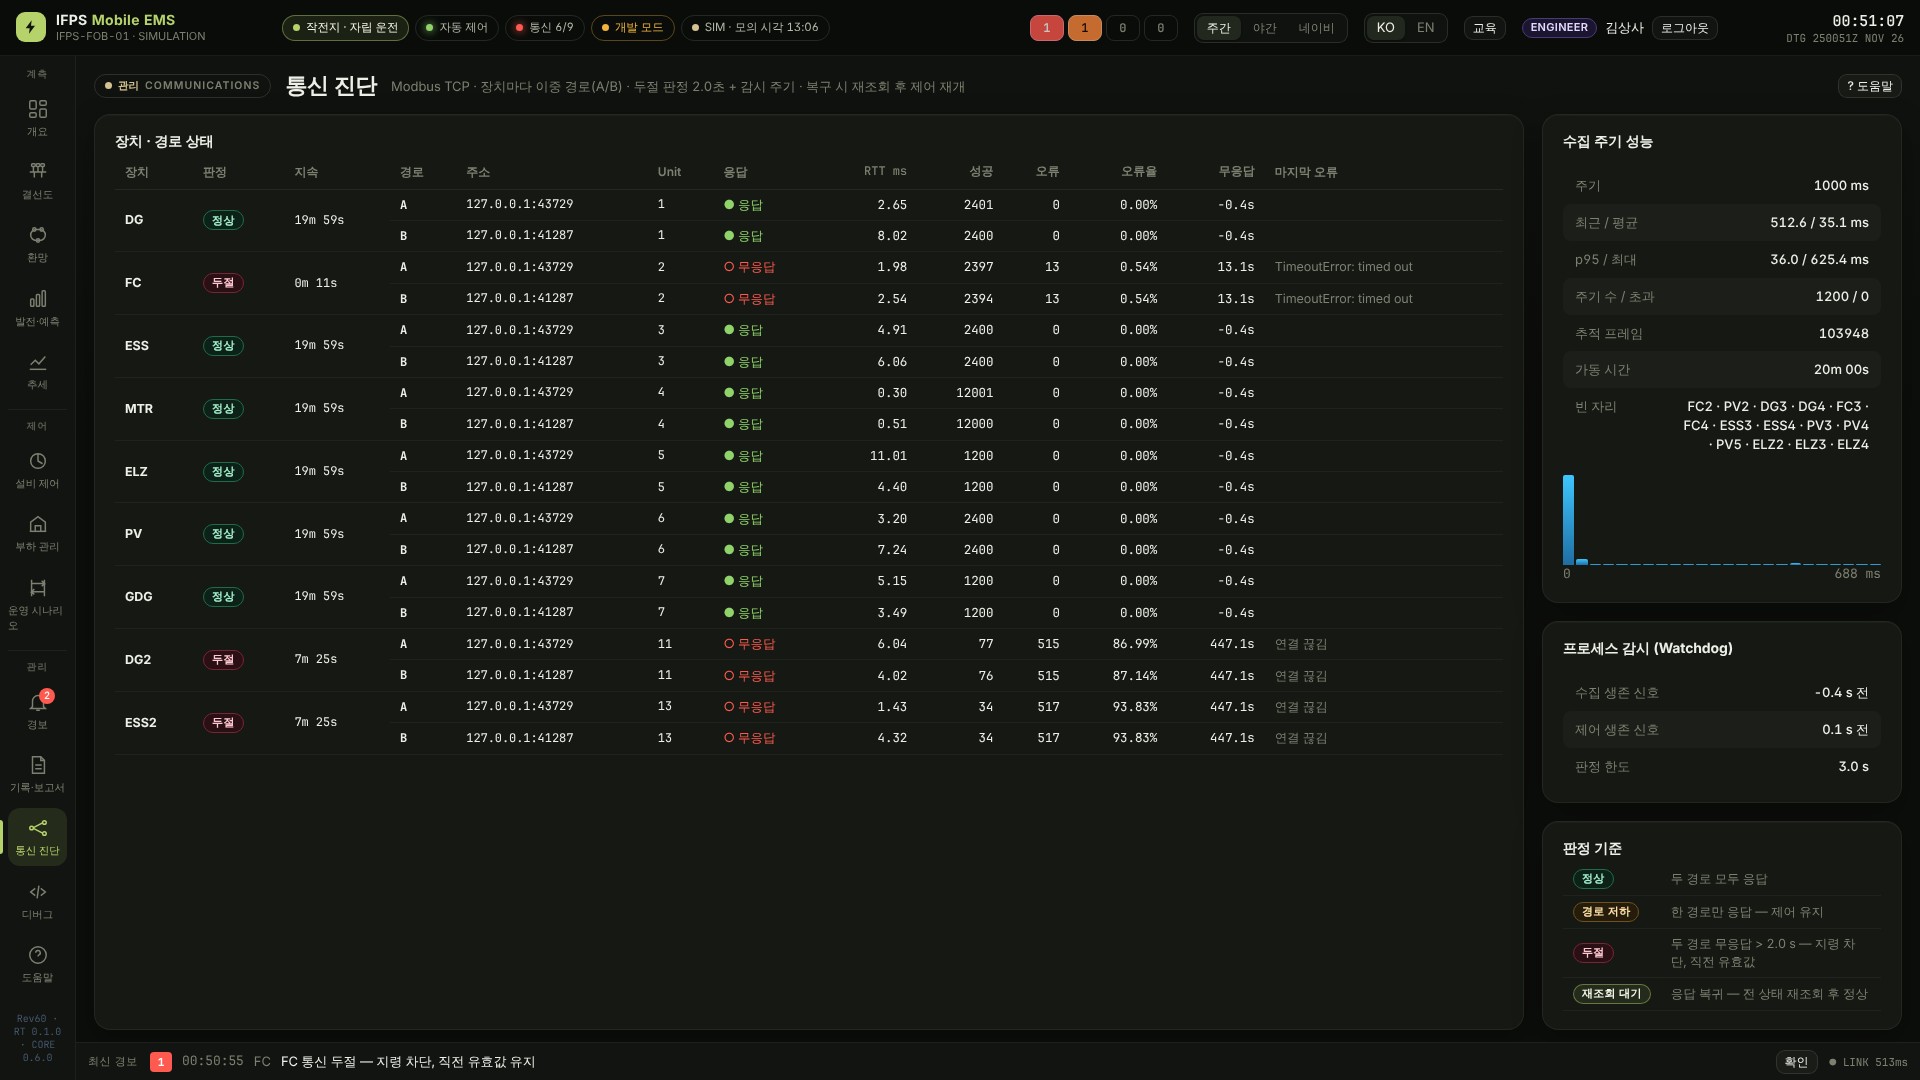 IFPS Mobile EMS
IFPS-FOB-01 · SIMULATION
작전지 · 자립 운전
자동 제어
통신 6/9
개발 모드
SIM · 모의 시각 13:06
1
1
0
0
주간
야간
네이비
KO
EN
교육
ENGINEER
김상사
로그아웃
00:51:07
DTG 250051Z NOV 26
계측
개요
결선도
환망
발전·예측
추세
제어
설비 제어
부하 관리
운영 시나리
오
관리
2
경보
기록·보고서
통신 진단
디버그
도움말
Rev60 ·
RT 0.1.0
· CORE
0.6.0
관리 COMMUNICATIONS
통신 진단
Modbus TCP · 장치마다 이중 경로(A/B) · 두절 판정 2.0초 + 감시 주기 · 복구 시 재조회 후 제어 재개
? 도움말
장치 · 경로 상태
장치 판정 지속 경로 주소 Unit 응답 RTT ms 성공 오류 오류율 무응답 마지막 오류
DG 정상 19m 59s
A 127.0.0.1:43729 1 응답 2.65 2401 0 0.00% -0.4s
B 127.0.0.1:41287 1 응답 8.02 2400 0 0.00% -0.4s
FC 두절 0m 11s
A 127.0.0.1:43729 2 무응답 1.98 2397 13 0.54% 13.1s TimeoutError: timed out
B 127.0.0.1:41287 2 무응답 2.54 2394 13 0.54% 13.1s TimeoutError: timed out
ESS 정상 19m 59s
A 127.0.0.1:43729 3 응답 4.91 2400 0 0.00% -0.4s
B 127.0.0.1:41287 3 응답 6.06 2400 0 0.00% -0.4s
MTR 정상 19m 59s
A 127.0.0.1:43729 4 응답 0.30 12001 0 0.00% -0.4s
B 127.0.0.1:41287 4 응답 0.51 12000 0 0.00% -0.4s
ELZ 정상 19m 59s
A 127.0.0.1:43729 5 응답 11.01 1200 0 0.00% -0.4s
B 127.0.0.1:41287 5 응답 4.40 1200 0 0.00% -0.4s
PV 정상 19m 59s
A 127.0.0.1:43729 6 응답 3.20 2400 0 0.00% -0.4s
B 127.0.0.1:41287 6 응답 7.24 2400 0 0.00% -0.4s
GDG 정상 19m 59s
A 127.0.0.1:43729 7 응답 5.15 1200 0 0.00% -0.4s
B 127.0.0.1:41287 7 응답 3.49 1200 0 0.00% -0.4s
DG2 두절 7m 25s
A 127.0.0.1:43729 11 무응답 6.04 77 515 86.99% 447.1s 연결 끊김
B 127.0.0.1:41287 11 무응답 4.02 76 515 87.14% 447.1s 연결 끊김
ESS2 두절 7m 25s
A 127.0.0.1:43729 13 무응답 1.43 34 517 93.83% 447.1s 연결 끊김
B 127.0.0.1:41287 13 무응답 4.32 34 517 93.83% 447.1s 연결 끊김
수집 주기 성능
주기 1000 ms
최근 / 평균 512.6 / 35.1 ms
p95 / 최대 36.0 / 625.4 ms
주기 수 / 초과 1200 / 0
추적 프레임 103948
가동 시간 20m 00s
빈 자리 FC2 · PV2 · DG3 · DG4 · FC3 ·
FC4 · ESS3 · ESS4 · PV3 · PV4
· PV5 · ELZ2 · ELZ3 · ELZ4
0 688 ms
프로세스 감시 (Watchdog)
수집 생존 신호 -0.4 s 전
제어 생존 신호 0.1 s 전
판정 한도 3.0 s
판정 기준
정상 두 경로 모두 응답
경로 저하 한 경로만 응답 — 제어 유지
두절 두 경로 무응답 > 2.0 s — 지령 차
단, 직전 유효값
재조회 대기 응답 복귀 — 전 상태 재조회 후 정상
최신 경보 1 00:50:55 FC FC 통신 두절 — 지령 차단, 직전 유효값 유지
확인
LINK 513ms